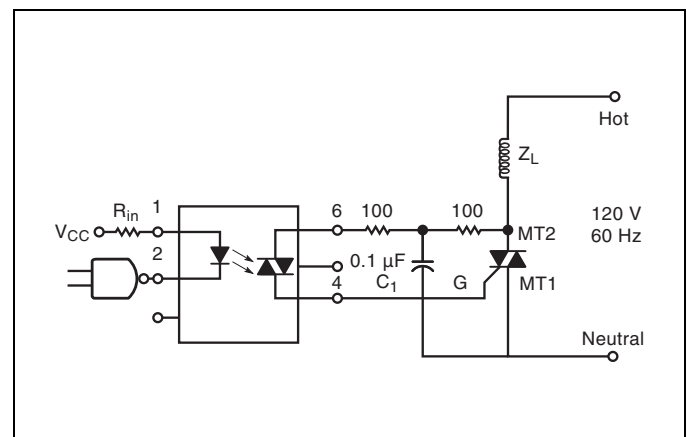 Hot
Z_L
R_in 1
6 100 100
120 V
60 Hz
V_CC
MT2
2
0.1 µF
C_1
4
G
MT1
Neutral